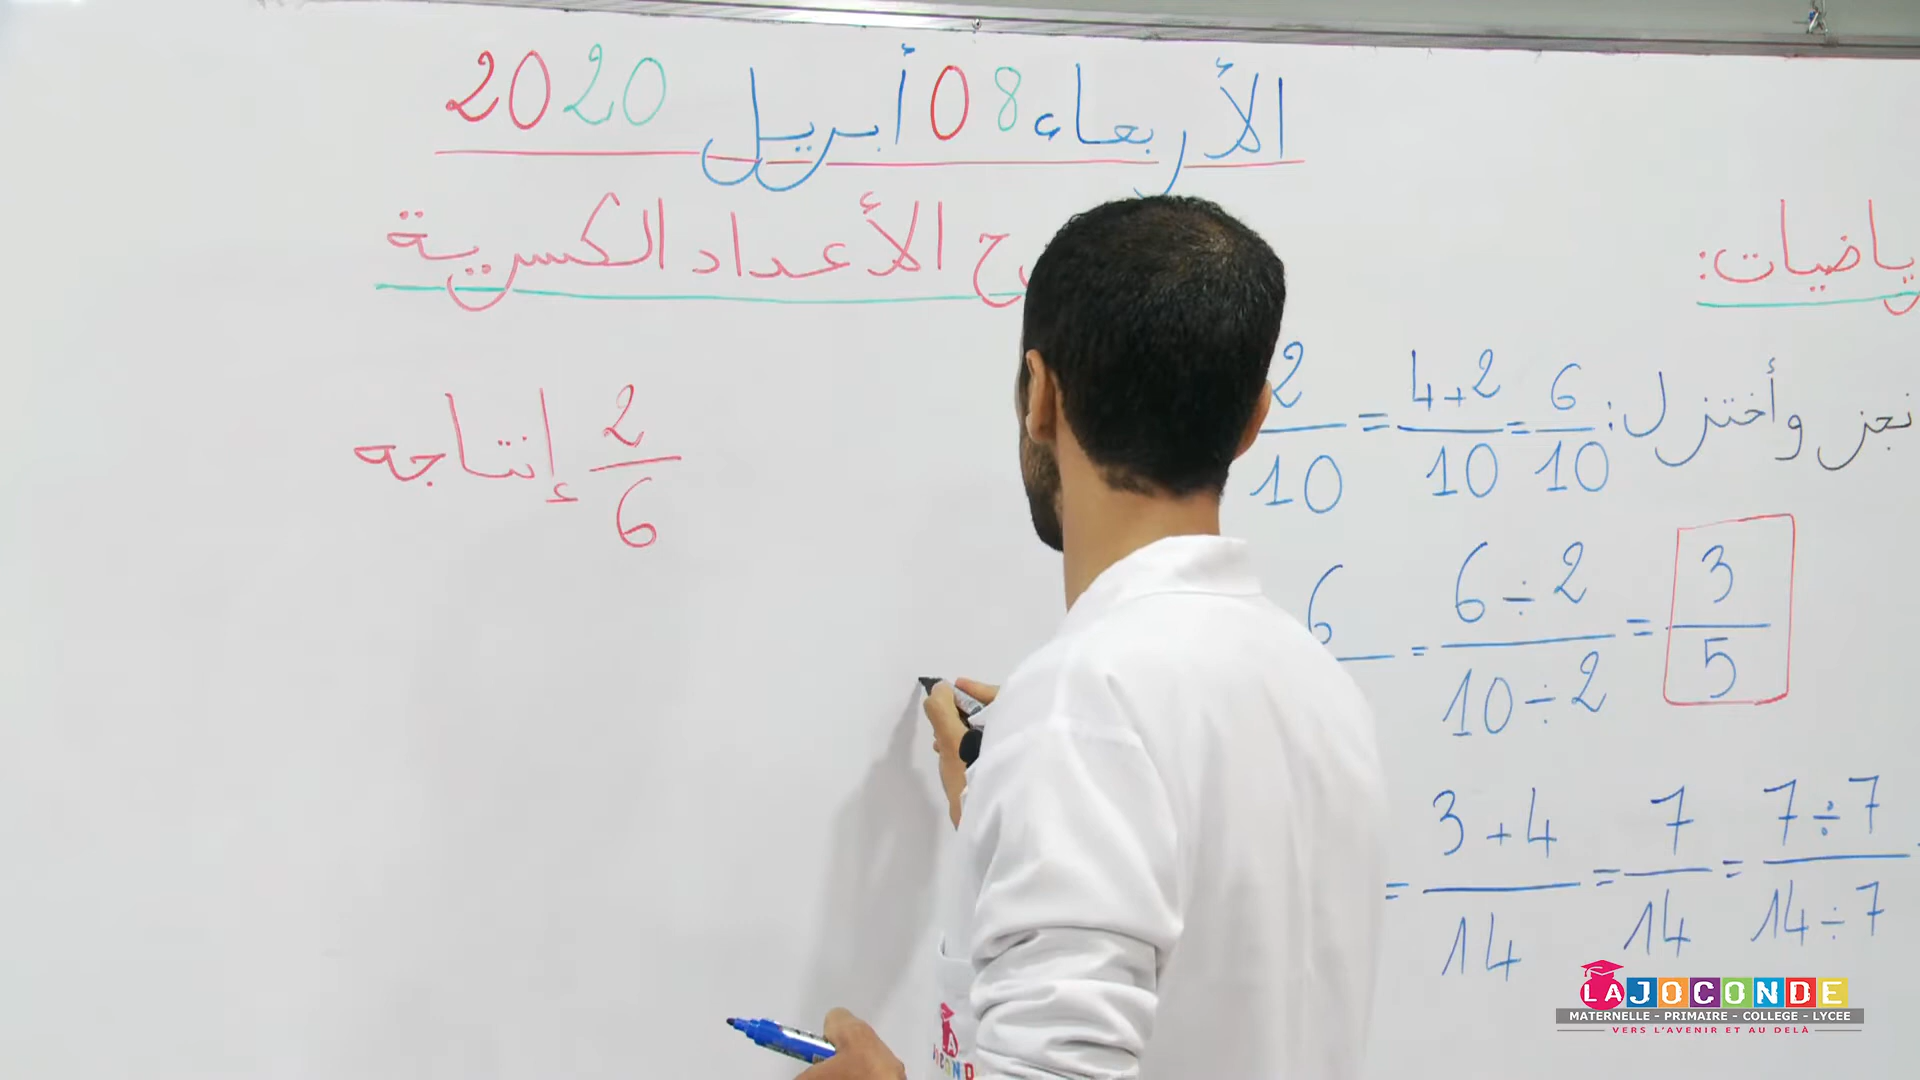 الأربعاء 08 أبريل 2020
الأعداد الكسرية
ياضيات:
نجز وأختزل: 6/10 = 4+2/10 = 2/10
3/5 = 6÷2/10÷2 = 6
= 3+4/14 = 7/14 = 7÷7/14÷7
2/6 إنتاجه
LAJOCONDE
MATERNELLE - PRIMAIRE - COLLEGE - LYCEE
VERS L'AVENIR ET AU DELÀ